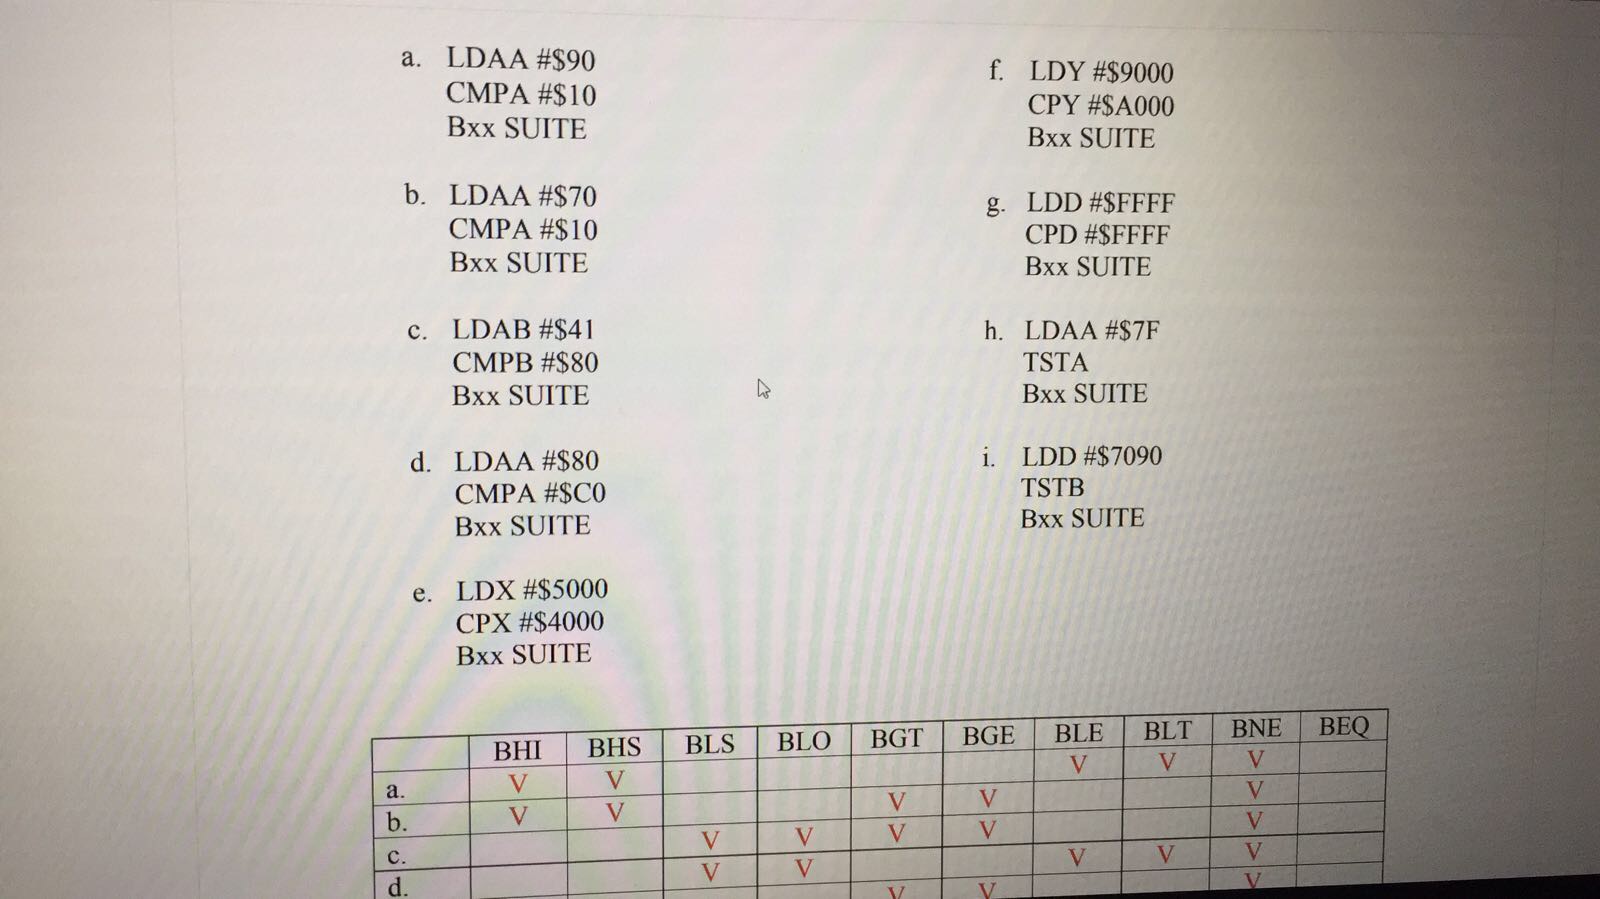 a. LDAA #$90
CMPA #$10
Bxx SUITE
b. LDAA #$70
CMPA #$10
Bxx SUITE
c. LDAB #$41
CMPB #$80
Bxx SUITE
d. LDAA #$80
CMPA #$C0
Bxx SUITE
e. LDX #$5000
CPX #$4000
Bxx SUITE
f. LDY #$9000
CPY #$A000
Bxx SUITE
g. LDD #$FFFF
CPD #$FFFF
Bxx SUITE
h. LDAA #$7F
TSTA
Bxx SUITE
i. LDD #$7090
TSTB
Bxx SUITE
BHI BHS BLS BLO BGT BGE BLE BLT BNE BEQ
a. V V V V V
b. V V V V V
c. V V V V V
d. V V V V V
V V V